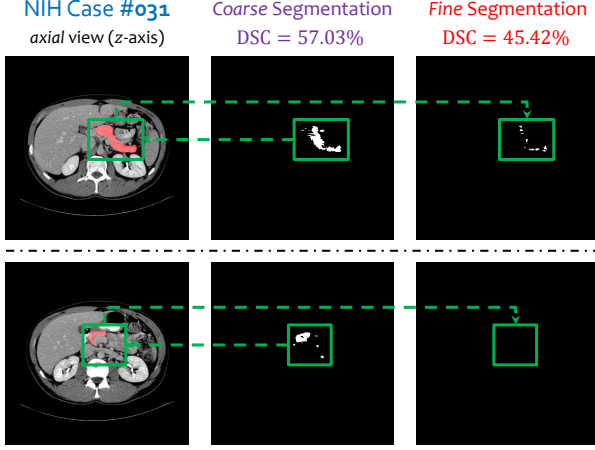 NIH Case #031
axial view (z-axis)
Coarse Segmentation
DSC = 57.03%
Fine Segmentation
DSC = 45.42%